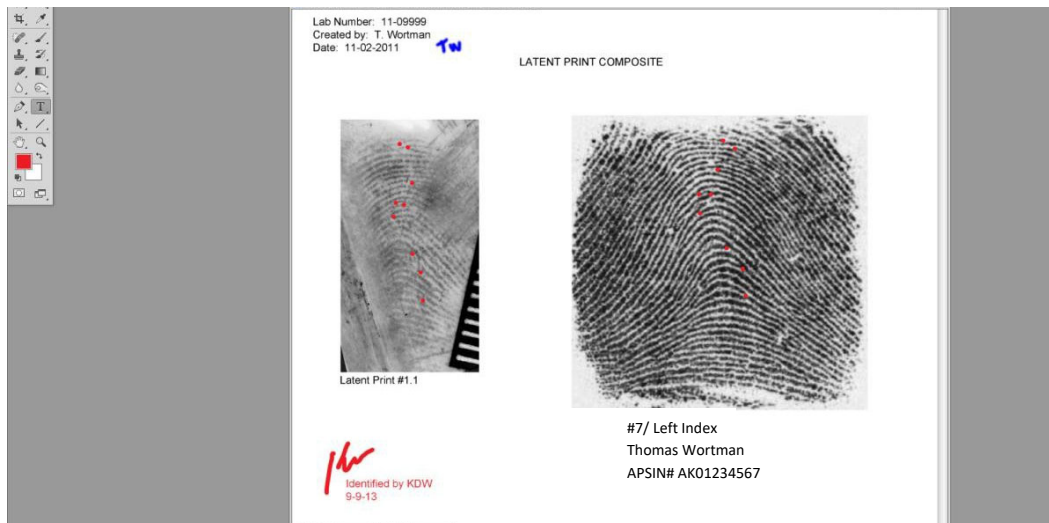 Lab Number: 11-09999
Created by: T. Wortman
Date: 11-02-2011
TW
LATENT PRINT COMPOSITE
Latent Print #1.1
#7/ Left Index
Thomas Wortman
APSIN# AK01234567
Identified by KDW
9-9-13